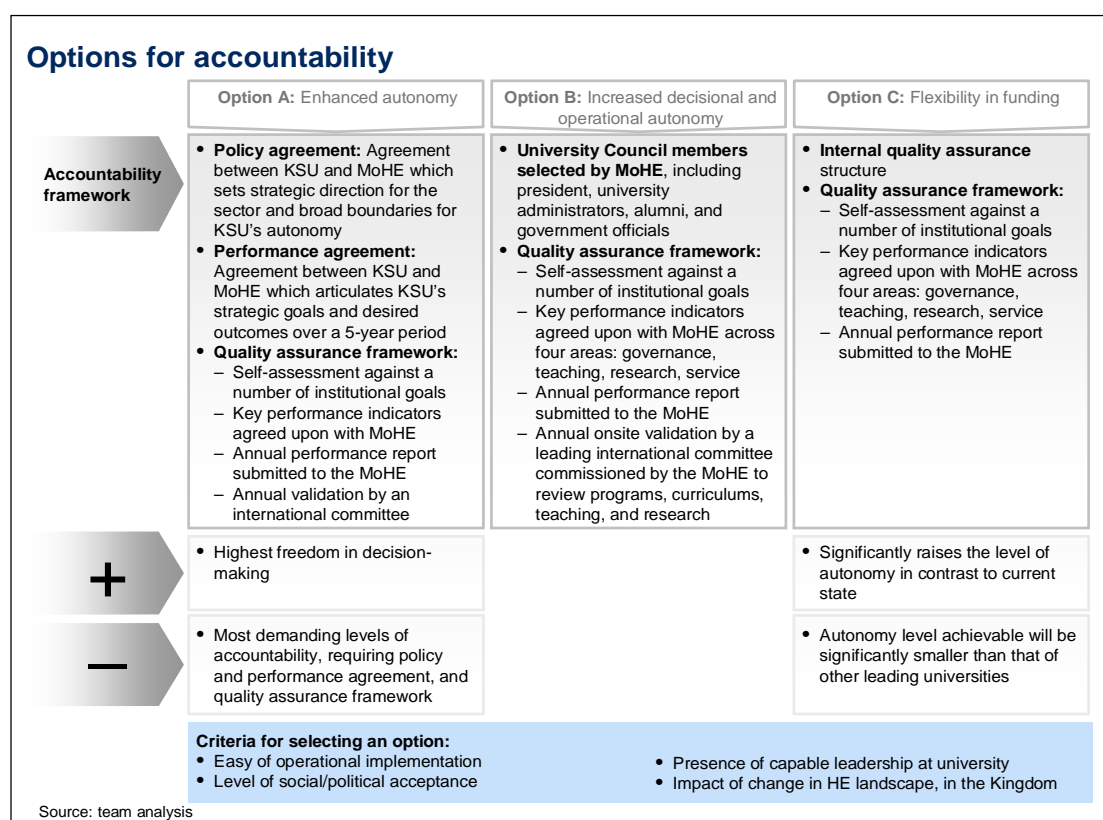 Options for accountability
Option A: Enhanced autonomy
Option B: Increased decisional and
operational autonomy
Option C: Flexibility in funding
Accountability
framework
• Policy agreement: Agreement
between KSU and MoHE which
sets strategic direction for the
sector and broad boundaries for
KSU's autonomy
• Performance agreement:
Agreement between KSU and
MoHE which articulates KSU's
strategic goals and desired
outcomes over a 5-year period
• Quality assurance framework:
– Self-assessment against a
number of institutional goals
– Key performance indicators
agreed upon with MoHE
– Annual performance report
submitted to the MoHE
– Annual validation by an
international committee
• University Council members
selected by MoHE, including
president, university
administrators, alumni, and
government officials
• Quality assurance framework:
– Self-assessment against a
number of institutional goals
– Key performance indicators
agreed upon with MoHE across
four areas: governance,
teaching, research, service
– Annual performance report
submitted to the MoHE
– Annual onsite validation by a
leading international committee
commissioned by the MoHE to
review programs, curriculums,
teaching, and research
• Internal quality assurance
structure
• Quality assurance framework:
– Self-assessment against a
number of institutional goals
– Key performance indicators
agreed upon with MoHE across
four areas: governance,
teaching, research, service
– Annual performance report
submitted to the MoHE
+
• Highest freedom in decision-
making
• Significantly raises the level of
autonomy in contrast to current
state
–
• Most demanding levels of
accountability, requiring policy
and performance agreement, and
quality assurance framework
• Autonomy level achievable will be
significantly smaller than that of
other leading universities
Criteria for selecting an option:
• Easy of operational implementation
• Level of social/political acceptance
• Presence of capable leadership at university
• Impact of change in HE landscape, in the Kingdom
Source: team analysis